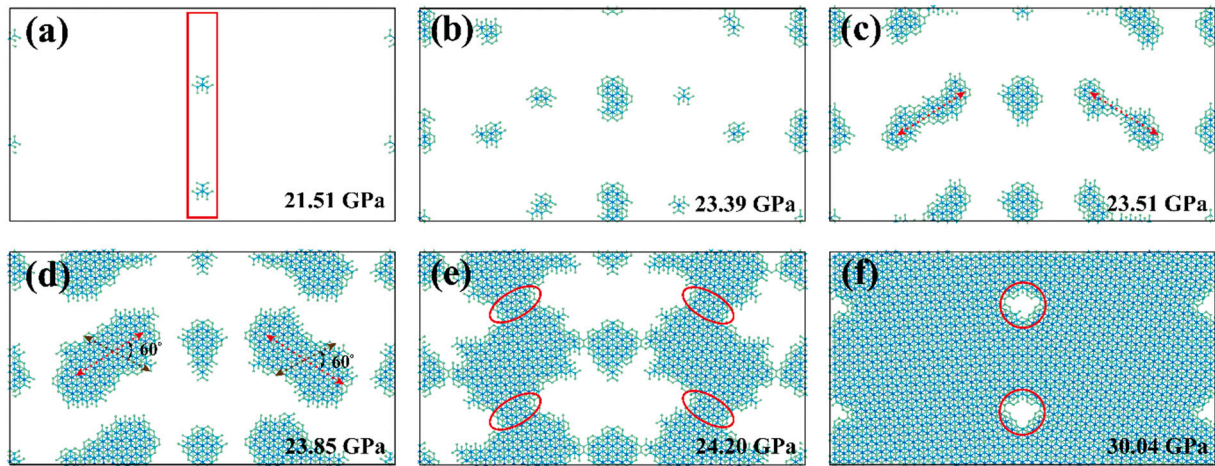 (a)
21.51 GPa
(b)
23.39 GPa
(c)
23.51 GPa
(d)
60°
60°
23.85 GPa
(e)
24.20 GPa
(f)
30.04 GPa